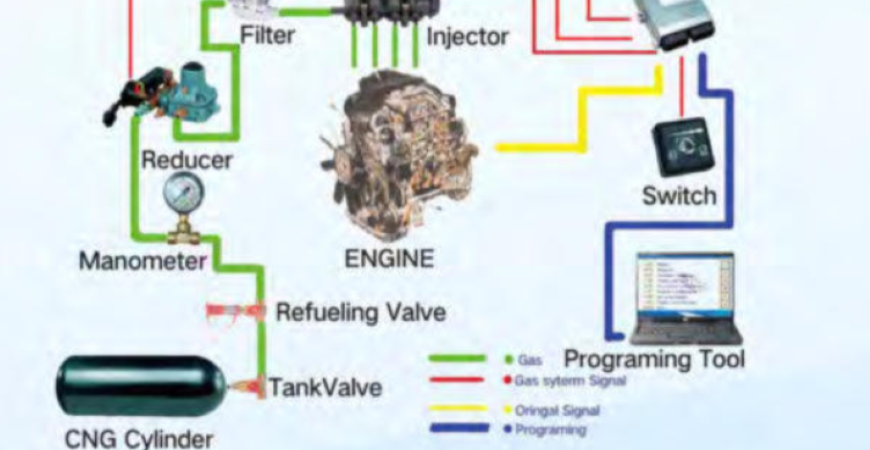 Filter
Injector
Reducer
Switch
Manometer
ENGINE
Refueling Valve
Programing Tool
TankValve
CNG Cylinder
Gas
Gas syterm Signal
Oringal Signal
Programing